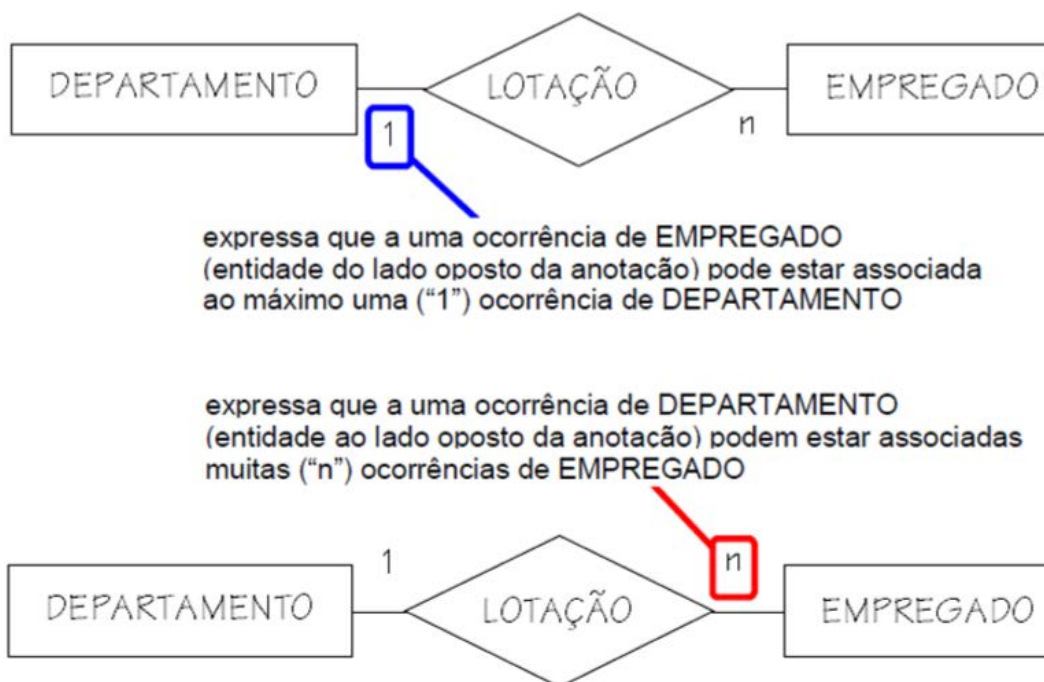 DEPARTAMENTO LOTAÇÃO EMPREGADO
1 n
expressa que a uma ocorrência de EMPREGADO
(entidade do lado oposto da anotação) pode estar associada
ao máximo uma (“1”) ocorrência de DEPARTAMENTO
expressa que a uma ocorrência de DEPARTAMENTO
(entidade ao lado oposto da anotação) podem estar associadas
muitas (“n”) ocorrências de EMPREGADO
1 n
DEPARTAMENTO LOTAÇÃO EMPREGADO